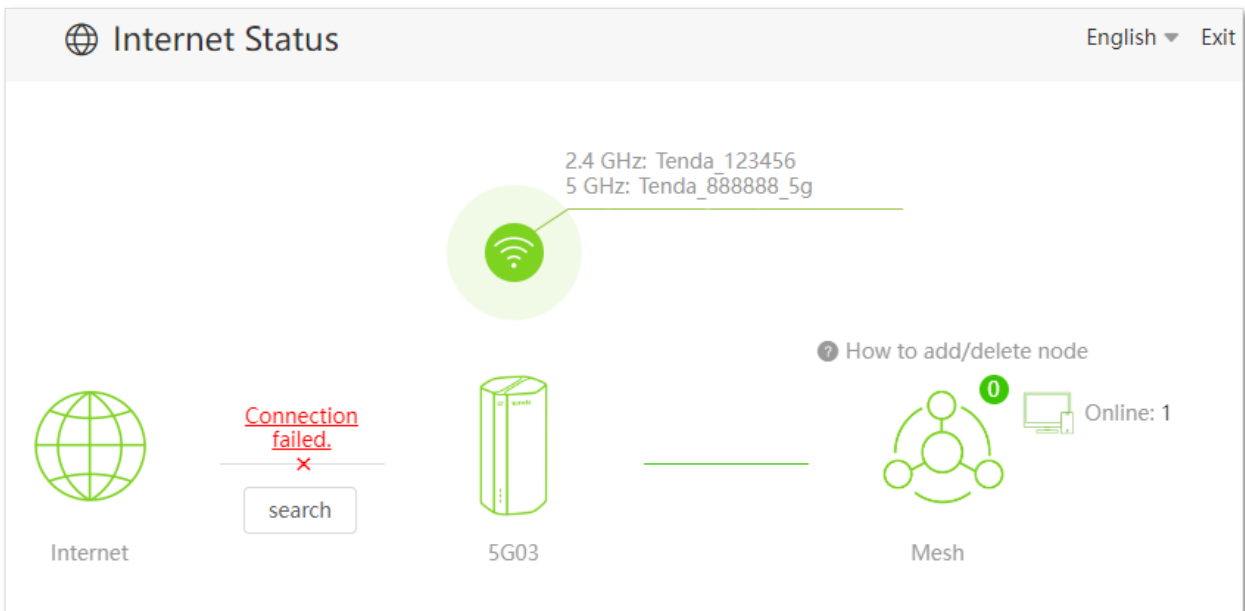 Internet Status
English
Exit
2.4 GHz: Tenda_123456
5 GHz: Tenda_888888_5g
How to add/delete node
0
Online: 1
Connection
failed.
search
Internet
5G03
Mesh